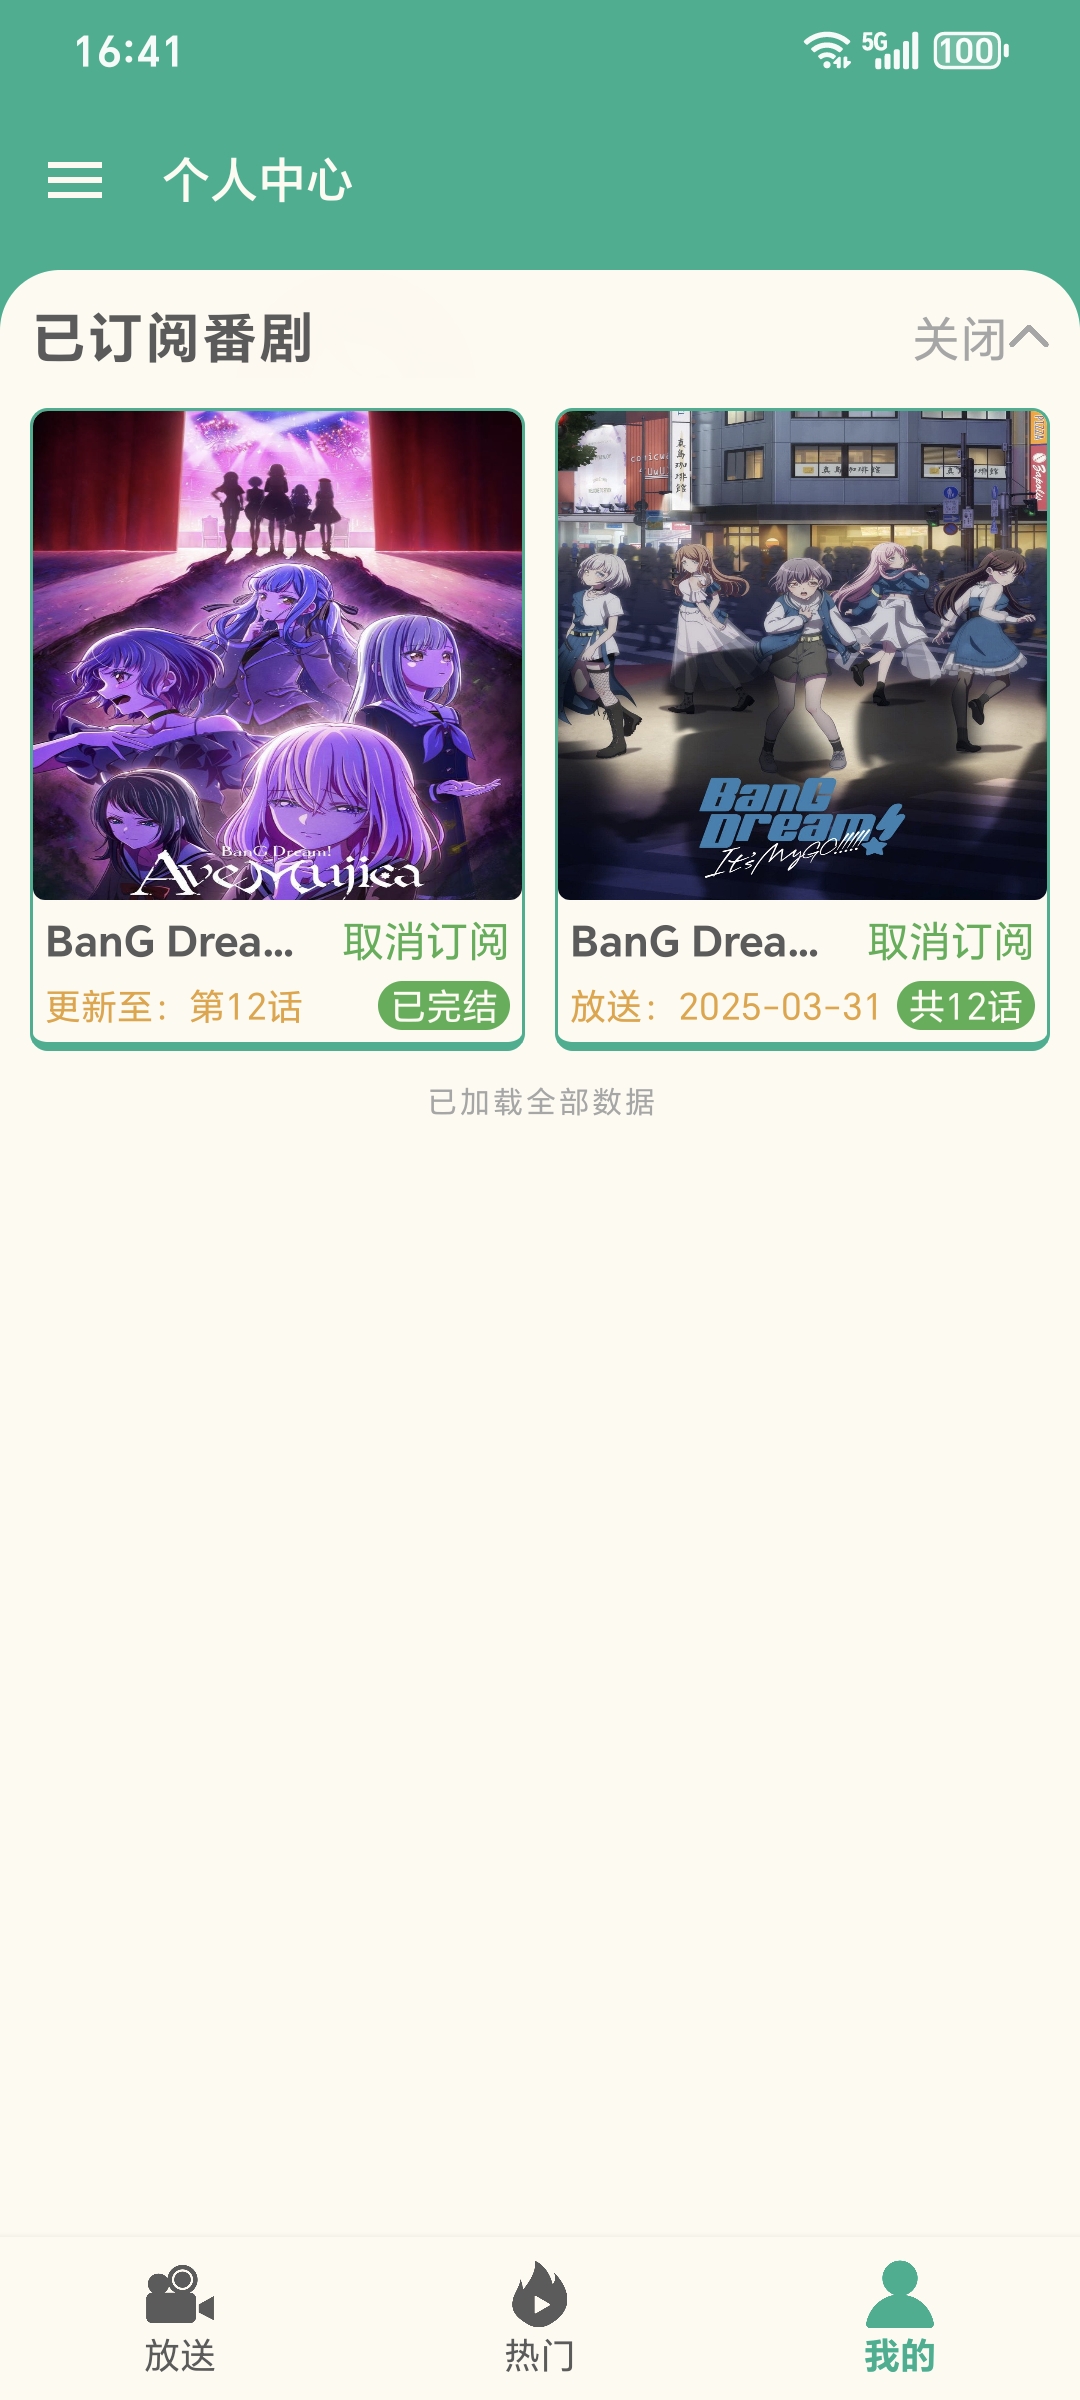 16:41
5G
100
个人中心
已订阅番剧
关闭
BanG Dream!
AveMujica
BanG
Dream!
It's MyGO!!!!!
BanG Drea...
取消订阅
BanG Drea...
取消订阅
更新至：第12话
已完结
放送：2025-03-31
共12话
已加载全部数据
放送
热门
我的